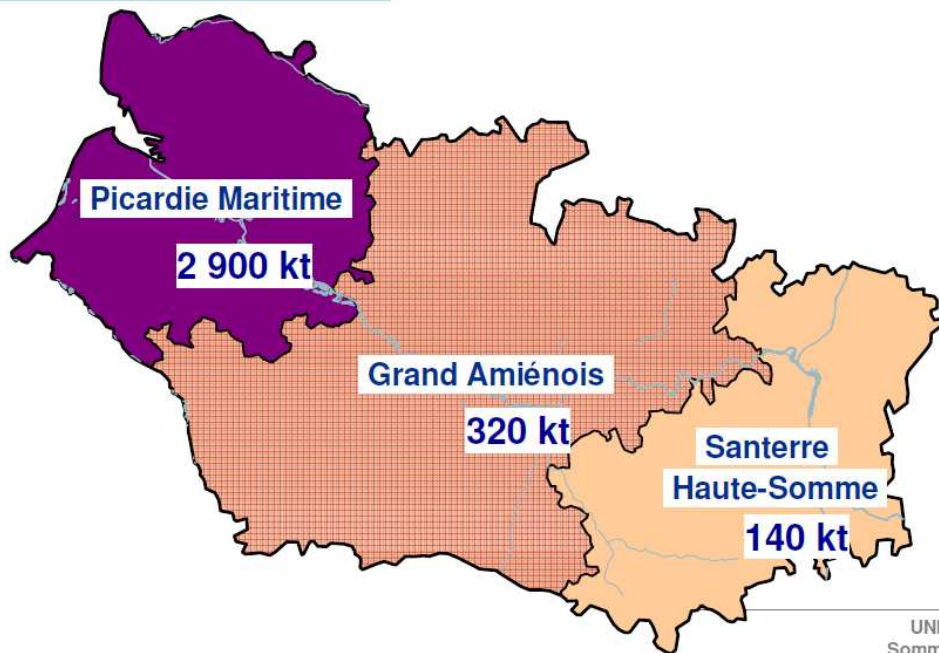 Picardie Maritime
2 900 kt
Grand Amiénois
320 kt
Santerre
Haute-Somme
140 kt